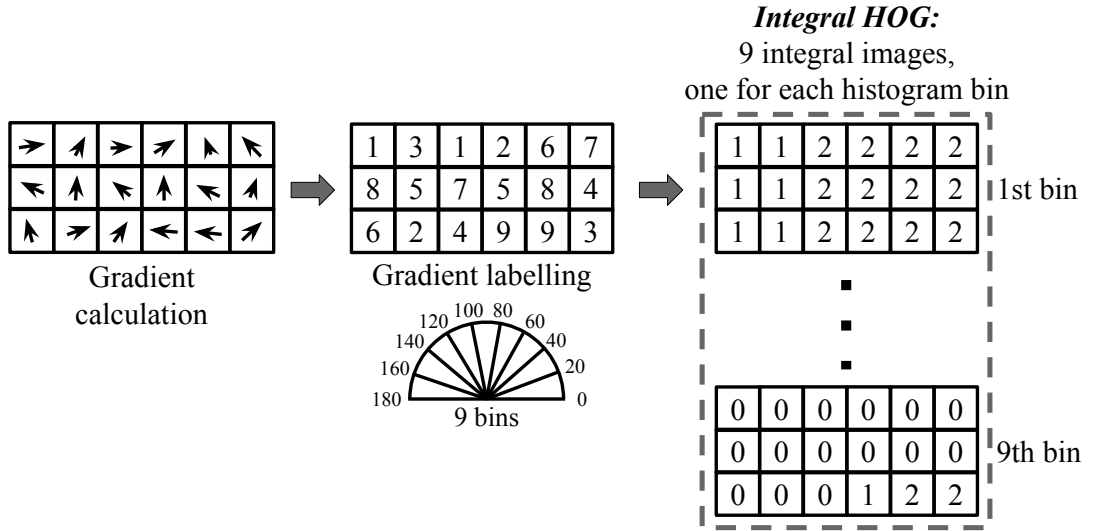 Integral HOG:
9 integral images,
one for each histogram bin
1 3 1 2 6 7
8 5 7 5 8 4
6 2 4 9 9 3
Gradient
calculation
Gradient labelling
180 160 140 120 100 80 60 40 20 0
9 bins
1 1 2 2 2 2
1 1 2 2 2 2 1st bin
1 1 2 2 2 2
0 0 0 0 0 0
0 0 0 0 0 0 9th bin
0 0 0 1 2 2